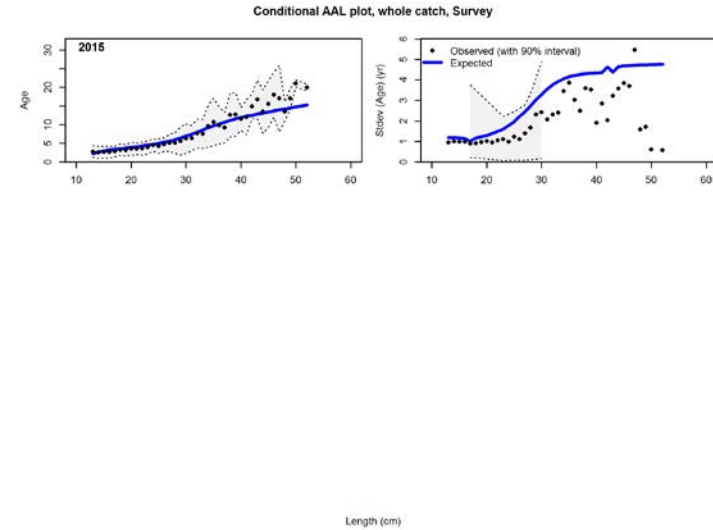 Conditional AAL plot, whole catch, Survey
2015
Age
0
5
10
20
30
10 20 30 40 50 60
Stdev (Age) (yr)
0
1
2
3
4
5
6
Observed (with 90% interval)
Expected
10 20 30 40 50 60
Length (cm)